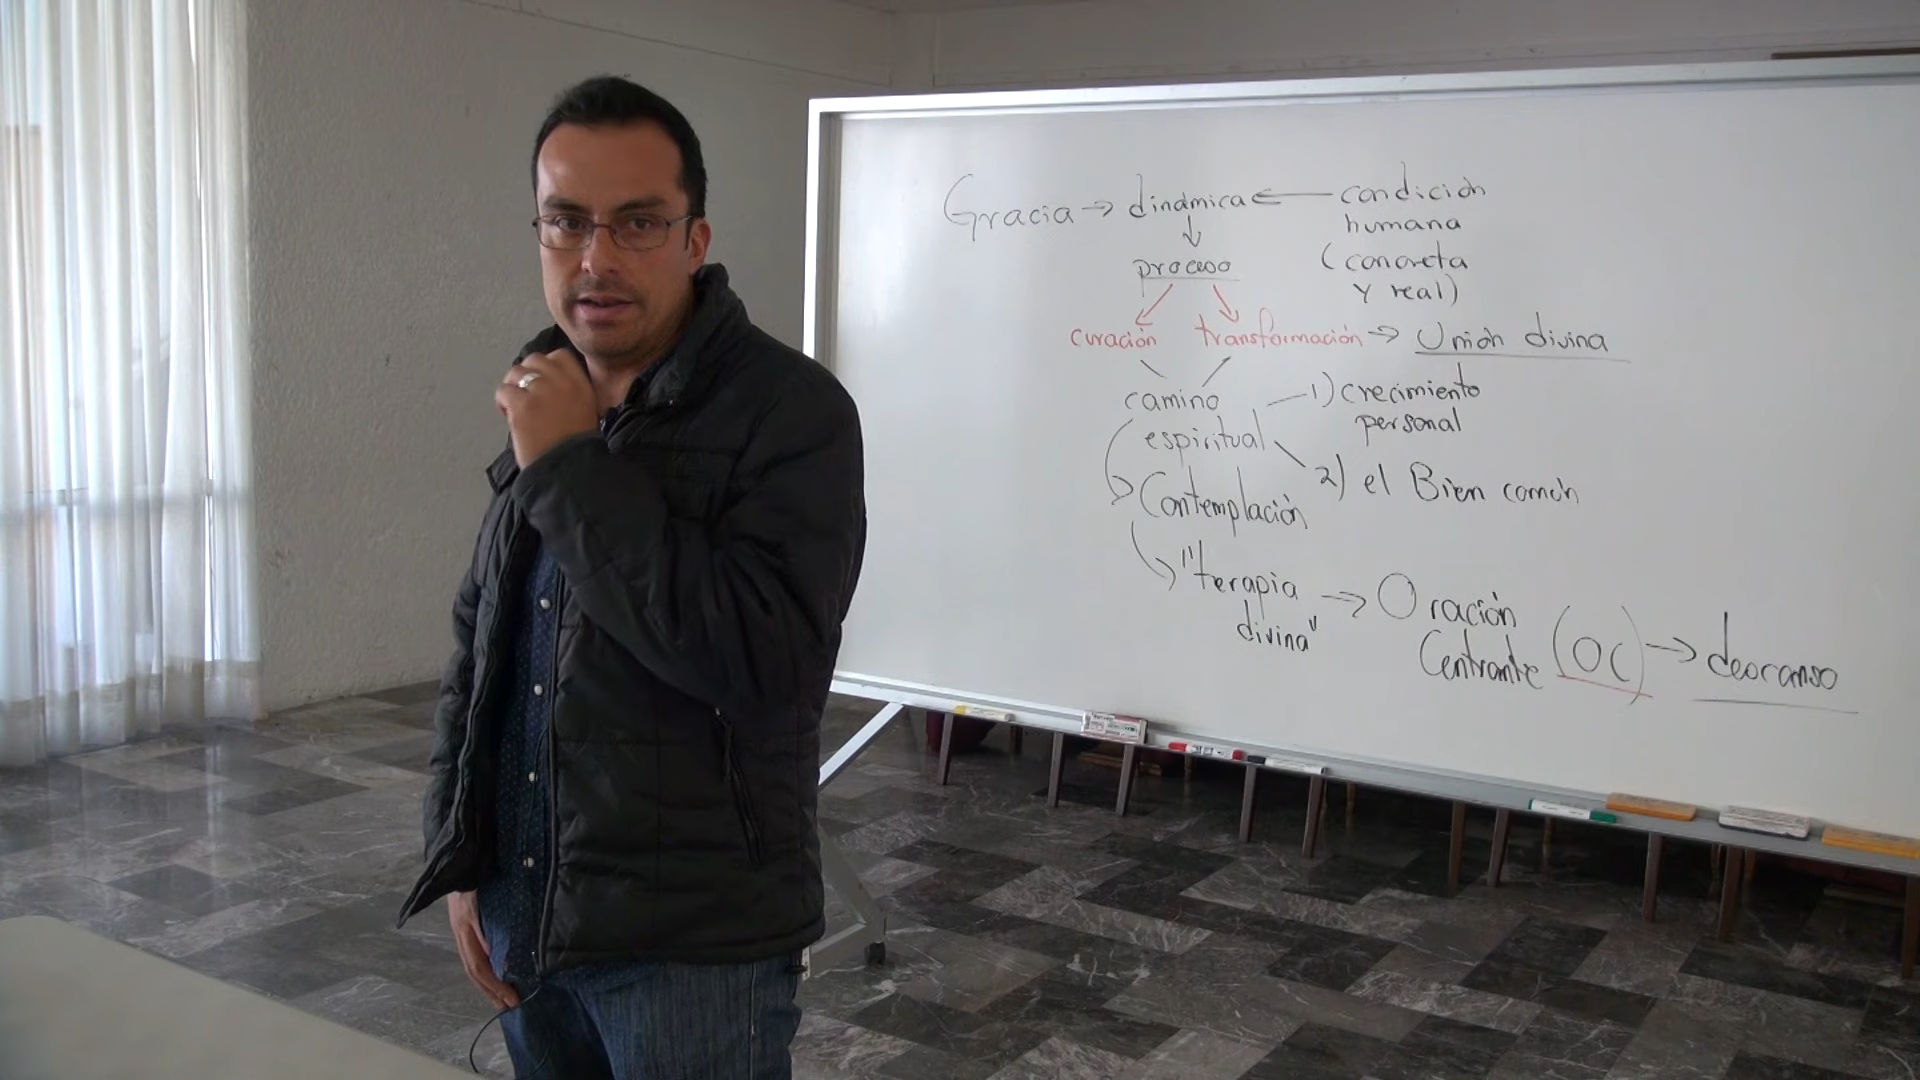 Gracia → dinámica ← condición
humana
proceso (concreta
y real)
curación transformación → Unión divina
camino 1) crecimiento
espiritual personal
2) el Bien común
Contemplación
"terapia → Oración
divina" Centrante (OC) → descanso